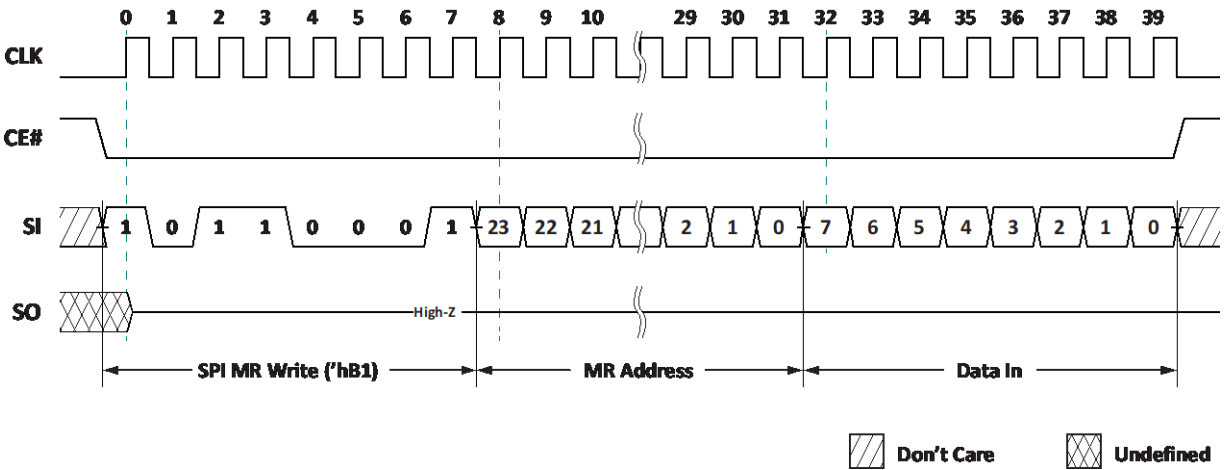 0 1 2 3 4 5 6 7 8 9 10 29 30 31 32 33 34 35 36 37 38 39
CLK
CE#
SI 1 0 1 1 0 0 0 1 23 22 21 2 1 0 7 6 5 4 3 2 1 0
SO High-Z
SPI MR Write ('hB1) MR Address Data In
Don't Care Undefined